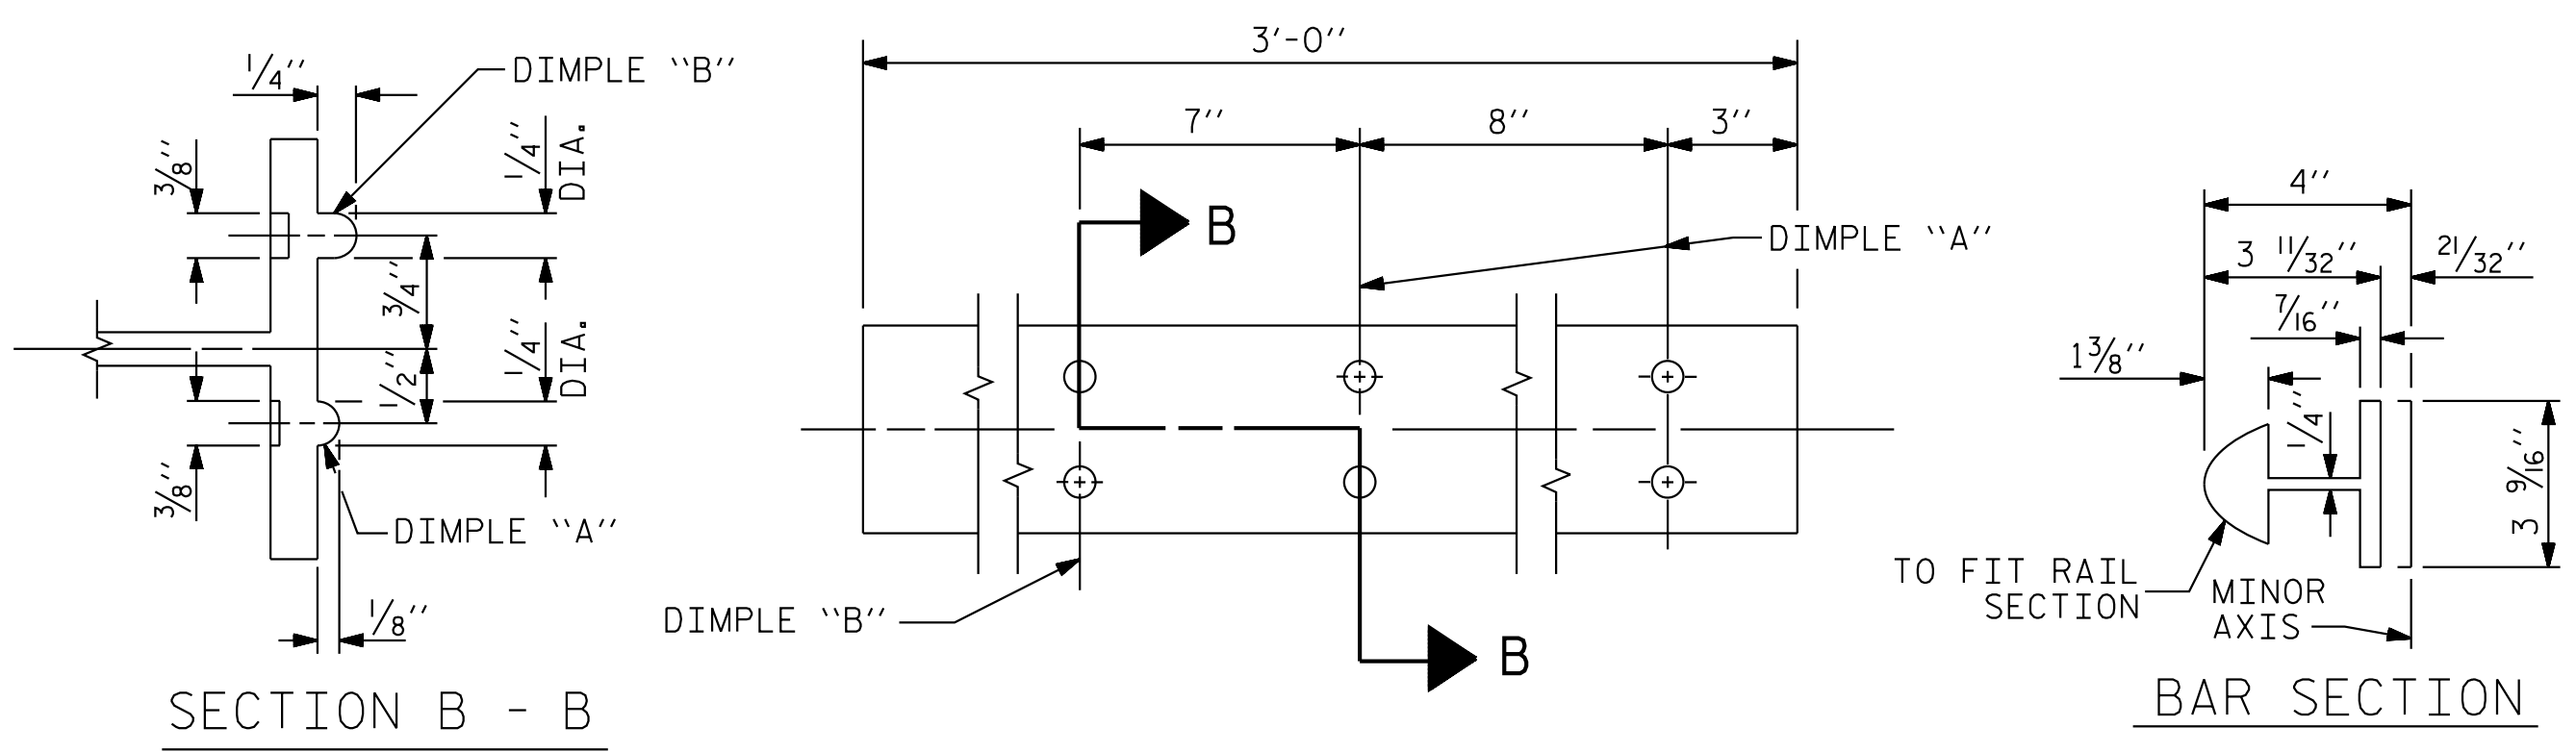 1/4"
DIMPLE "B"
3/8"
1/4"
DIA.
3/4"
1/2"
1/4"
DIA.
3/8"
DIMPLE "A"
1/8"
SECTION B - B
3'-0"
7"
8"
3"
B
DIMPLE "A"
DIMPLE "B"
B
4"
3 11/32"
21/32"
7/16"
1 3/8"
1/4"
3 9/16"
TO FIT RAIL
SECTION
MINOR
AXIS
BAR SECTION